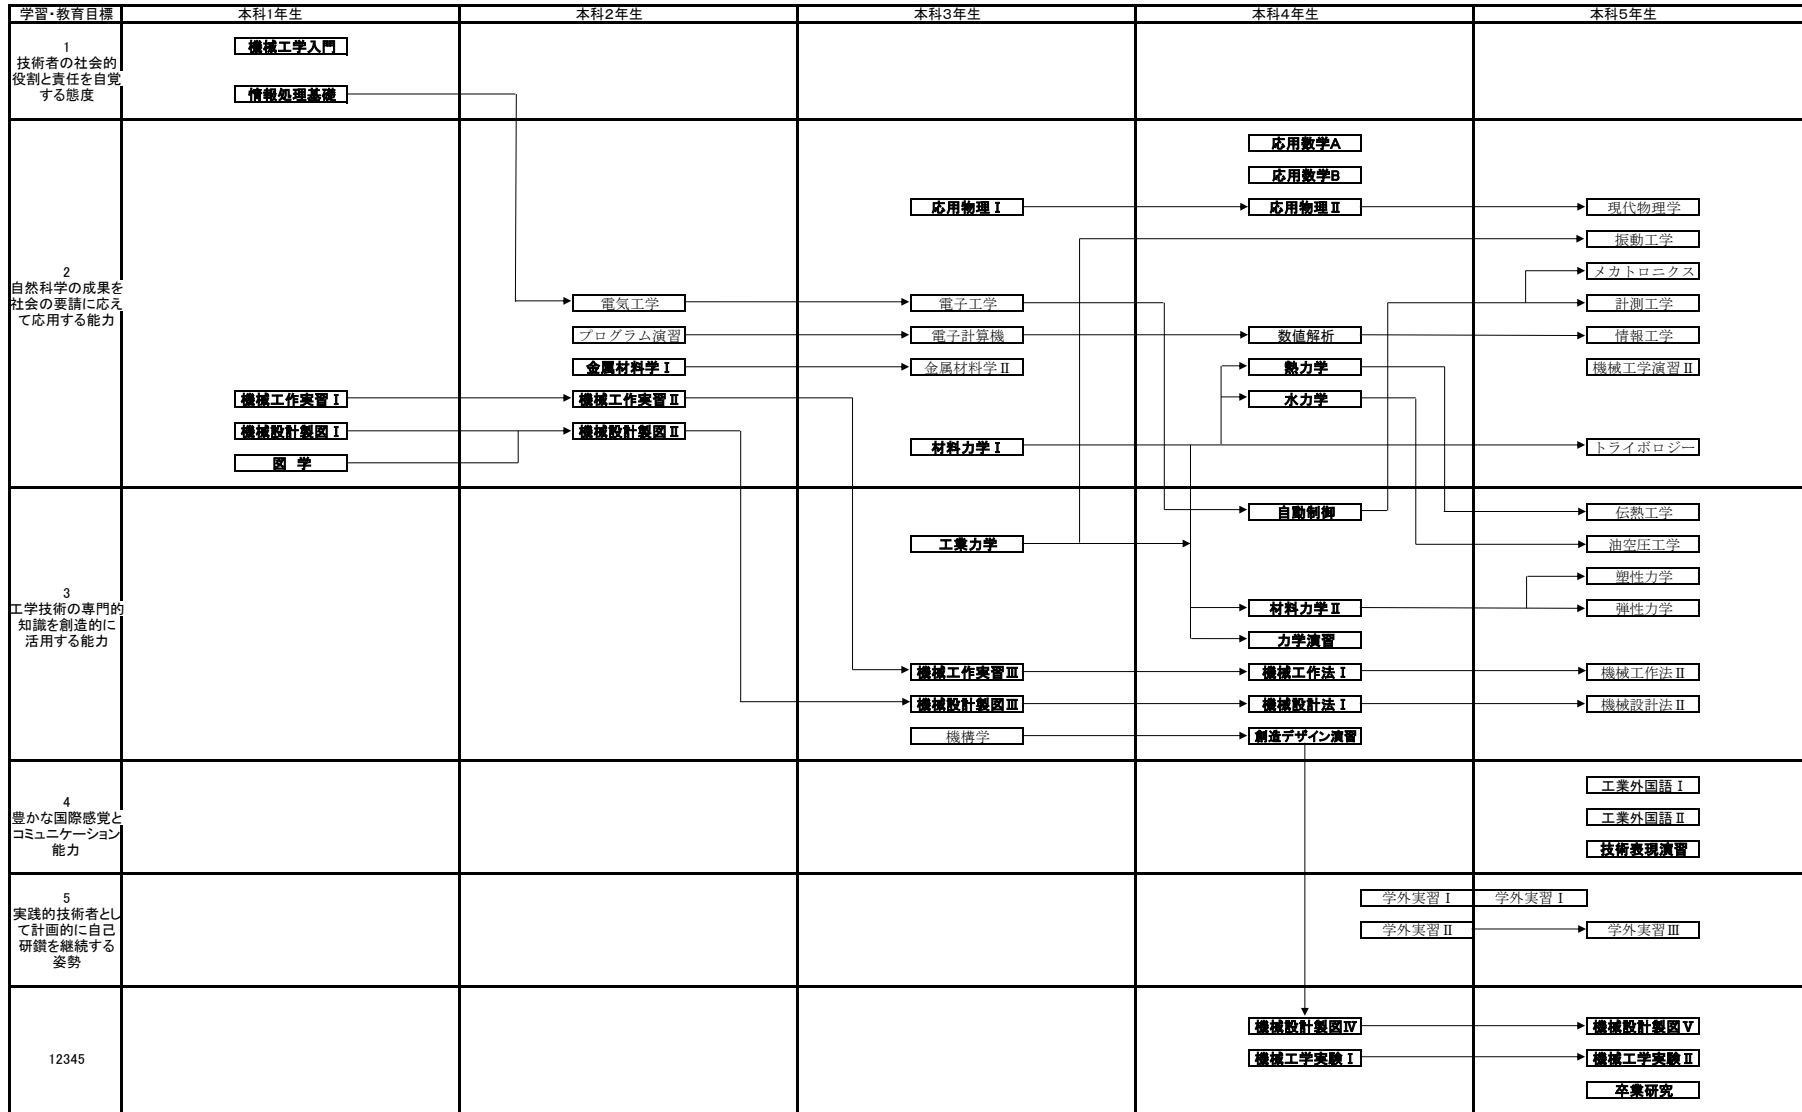 学習・教育目標
本科1年生
本科2年生
本科3年生
本科4年生
本科5年生
1
技術者の社会的
役割と責任を自覚
する態度
機械工学入門
情報処理基礎
2
自然科学の成果を
社会の要請に応え
て応用する能力
応用数学A
応用数学B
応用物理Ⅰ
応用物理Ⅱ
現代物理学
振動工学
メカトロニクス
電気工学
電子工学
計測工学
プログラム演習
電子計算機
数値解析
情報工学
金属材料学Ⅰ
金属材料学Ⅱ
熱力学
機械工学演習Ⅱ
機械工作実習Ⅰ
機械工作実習Ⅱ
水力学
機械設計製図Ⅰ
機械設計製図Ⅱ
材料力学Ⅰ
トライボロジー
図 学
3
工学技術の専門的
知識を創造的に
活用する能力
自動制御
伝熱工学
工業力学
油空圧工学
塑性力学
材料力学Ⅱ
弾性力学
力学演習
機械工作実習Ⅲ
機械工作法Ⅰ
機械工作法Ⅱ
機械設計製図Ⅲ
機械設計法Ⅰ
機械設計法Ⅱ
機構学
創造デザイン演習
4
豊かな国際感覚と
コミュニケーション
能力
工業外国語Ⅰ
工業外国語Ⅱ
技術表現演習
5
実践的技術者とし
て計画的に自己
研鑽を継続する
姿勢
学外実習Ⅰ
学外実習Ⅰ
学外実習Ⅱ
学外実習Ⅲ
12345
機械設計製図Ⅳ
機械設計製図Ⅴ
機械工学実験Ⅰ
機械工学実験Ⅱ
卒業研究